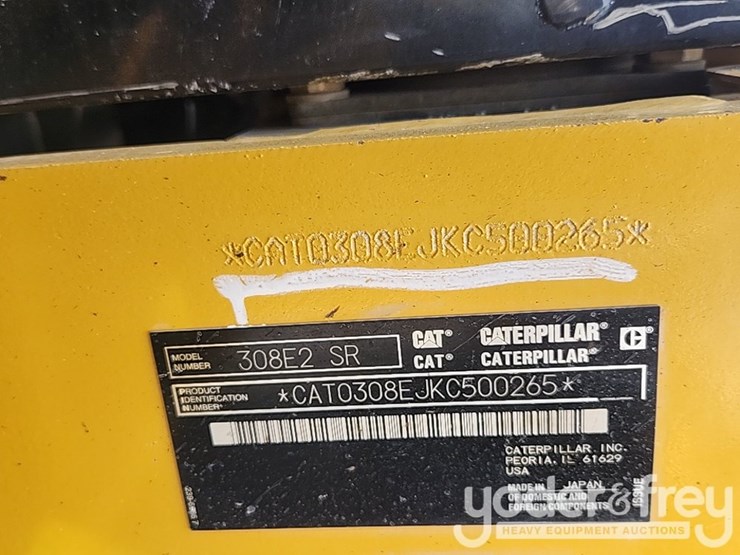 *CAT0308EJKC500265*
CAT® CATERPILLAR®
CAT® CATERPILLAR®
MODEL NUMBER 308E2 SR
PRODUCT IDENTIFICATION NUMBER *CAT0308EJKC500265*
CATERPILLAR INC.
PEORIA, IL 61629
USA
MADE IN JAPAN
OF DOMESTIC AND
FOREIGN COMPONENTS
ISSUE
yoder&frey
HEAVY EQUIPMENT AUCTIONS